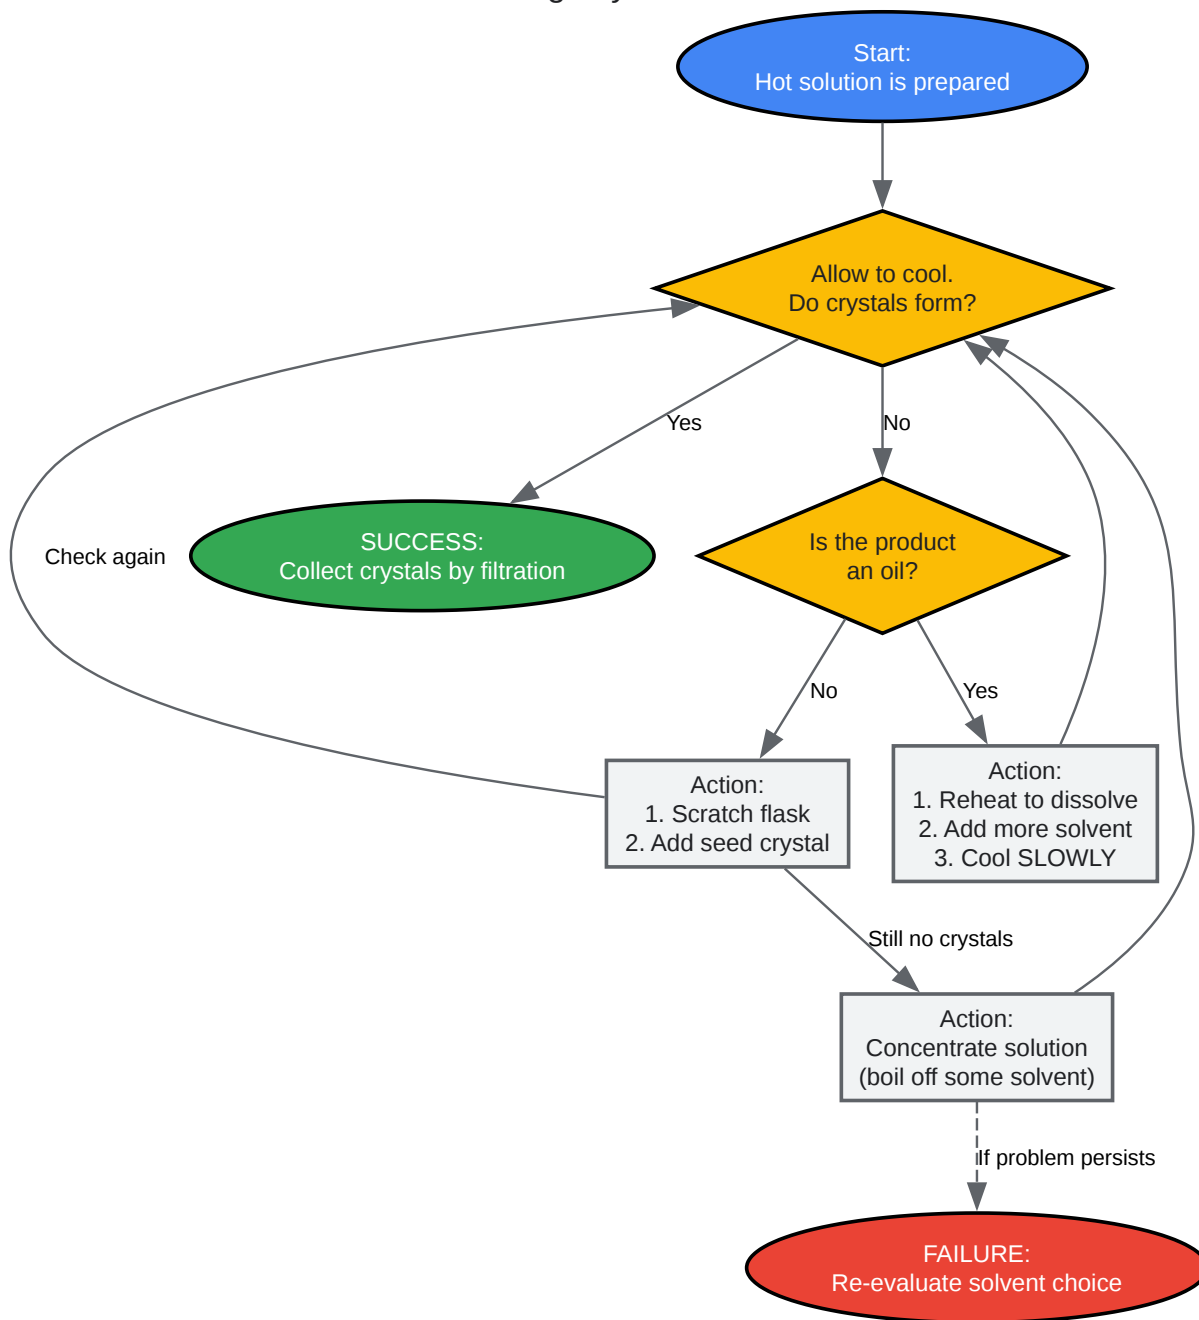 Start:
Hot solution is prepared
Allow to cool.
Do crystals form?
Yes
No
Check again
SUCCESS:
Collect crystals by filtration
Is the product
an oil?
No
Yes
Action:
1. Scratch flask
2. Add seed crystal
Action:
1. Reheat to dissolve
2. Add more solvent
3. Cool SLOWLY
Still no crystals
Action:
Concentrate solution
(boil off some solvent)
If problem persists
FAILURE:
Re-evaluate solvent choice